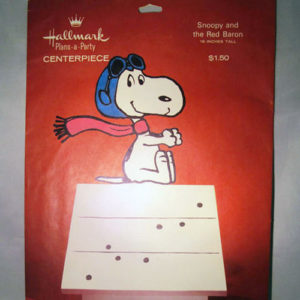 Hallmark
Plans-a-Party
CENTERPIECE
Snoopy and
the Red Baron
16 INCHES TALL
$1.50